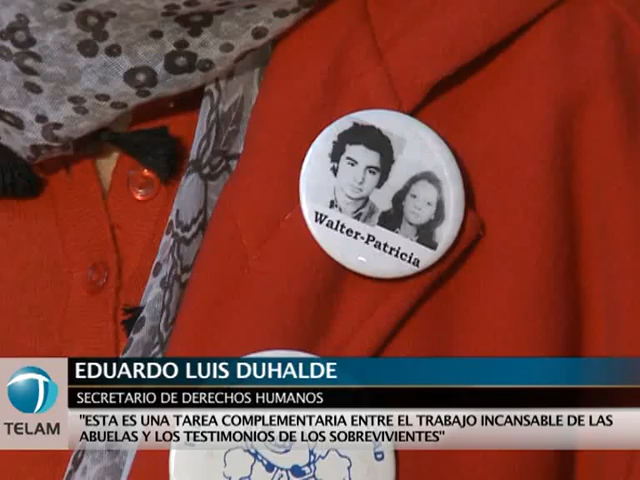 Walter-Patricia
EDUARDO LUIS DUHALDE
SECRETARIO DE DERECHOS HUMANOS
TELAM
"ESTA ES UNA TAREA COMPLEMENTARIA ENTRE EL TRABAJO INCANSABLE DE LAS
ABUELAS Y LOS TESTIMONIOS DE LOS SOBREVIVIENTES"